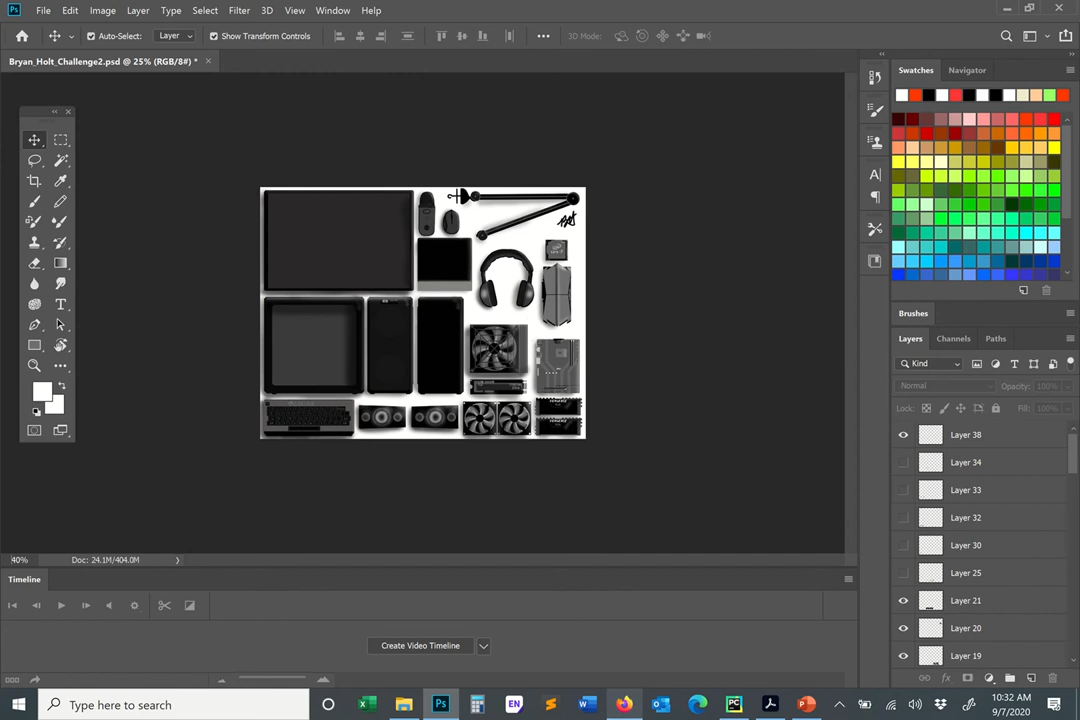 Ps File Edit Image Layer Type Select Filter 3D View Window Help
Auto-Select: Layer Show Transform Controls 3D Mode:
Bryan_Holt_Challenge2.psd @ 25% (RGB/8#) *
Swatches Navigator
Brushes
Layers Channels Paths
Kind
Normal Opacity: 100%
Lock: Fill: 100%
Layer 38
Layer 34
Layer 33
Layer 32
Layer 30
Layer 25
Layer 21
Layer 20
Layer 19
40% Doc: 24.1M/404.0M
Timeline
Create Video Timeline
Type here to search
10:32 AM
9/7/2020